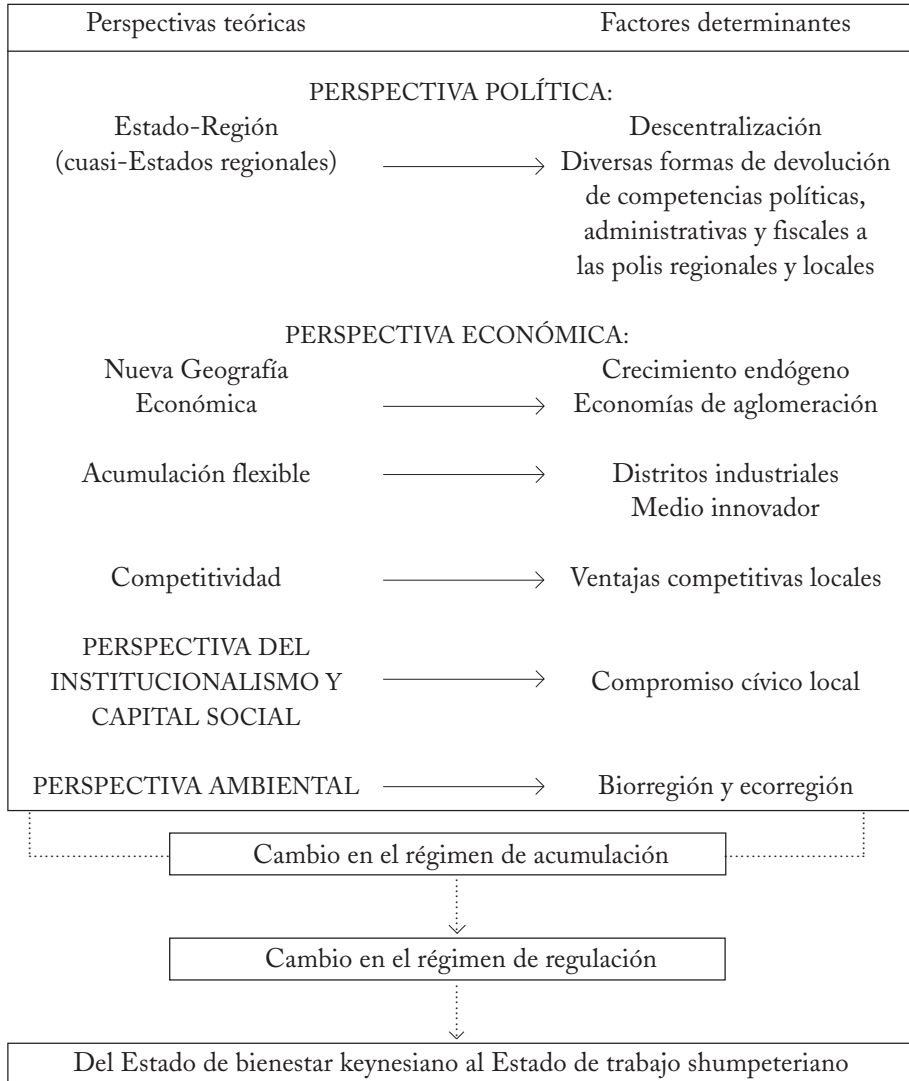 Perspectivas teóricas Factores determinantes
PERSPECTIVA POLÍTICA:
Estado-Región
(cuasi-Estados regionales)
Descentralización
Diversas formas de devolución
de competencias políticas,
administrativas y fiscales a
las polis regionales y locales
PERSPECTIVA ECONÓMICA:
Nueva Geografía
Económica
Crecimiento endógeno
Economías de aglomeración
Acumulación flexible
Distritos industriales
Medio innovador
Competitividad
Ventajas competitivas locales
PERSPECTIVA DEL
INSTITUCIONALISMO Y
CAPITAL SOCIAL
Compromiso cívico local
PERSPECTIVA AMBIENTAL
Biorregión y ecorregión
Cambio en el régimen de acumulación
Cambio en el régimen de regulación
Del Estado de bienestar keynesiano al Estado de trabajo shumpeteriano